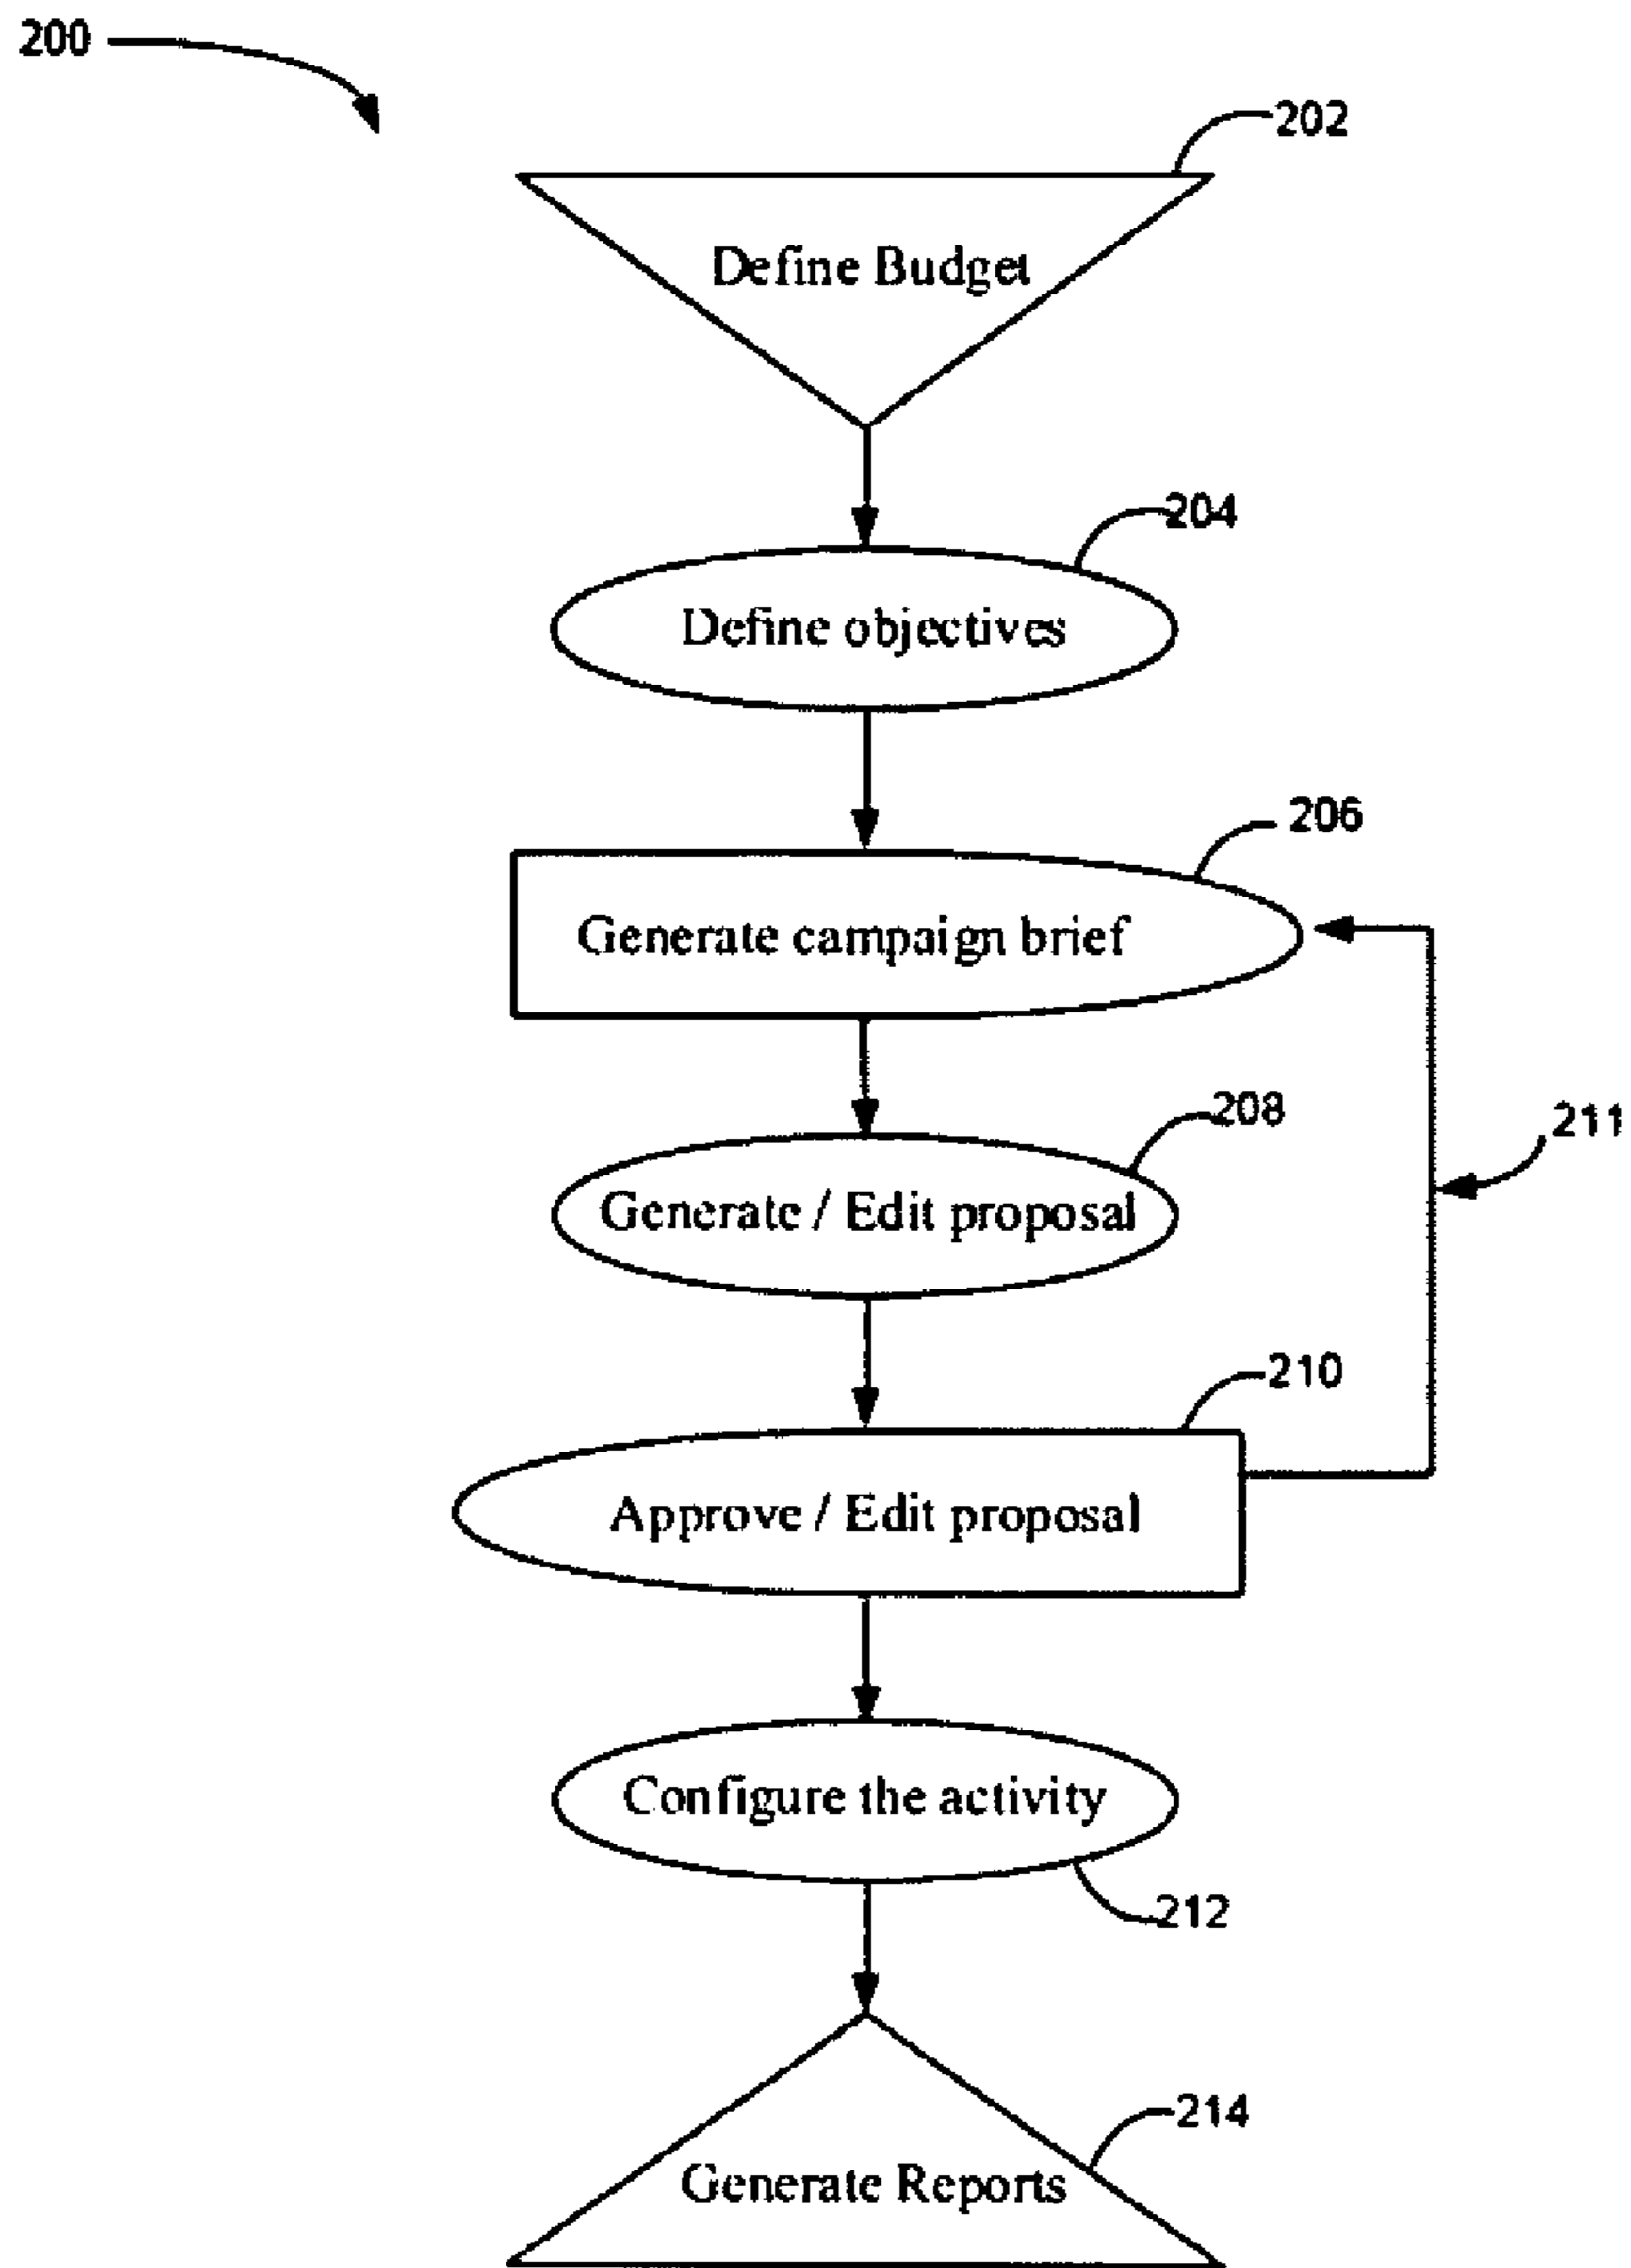 200
202
Define Budget
204
Define objectives
206
Generate campaign brief
208
211
Generate / Edit proposal
210
Approve / Edit proposal
Configure the activity
212
214
Generate Reports